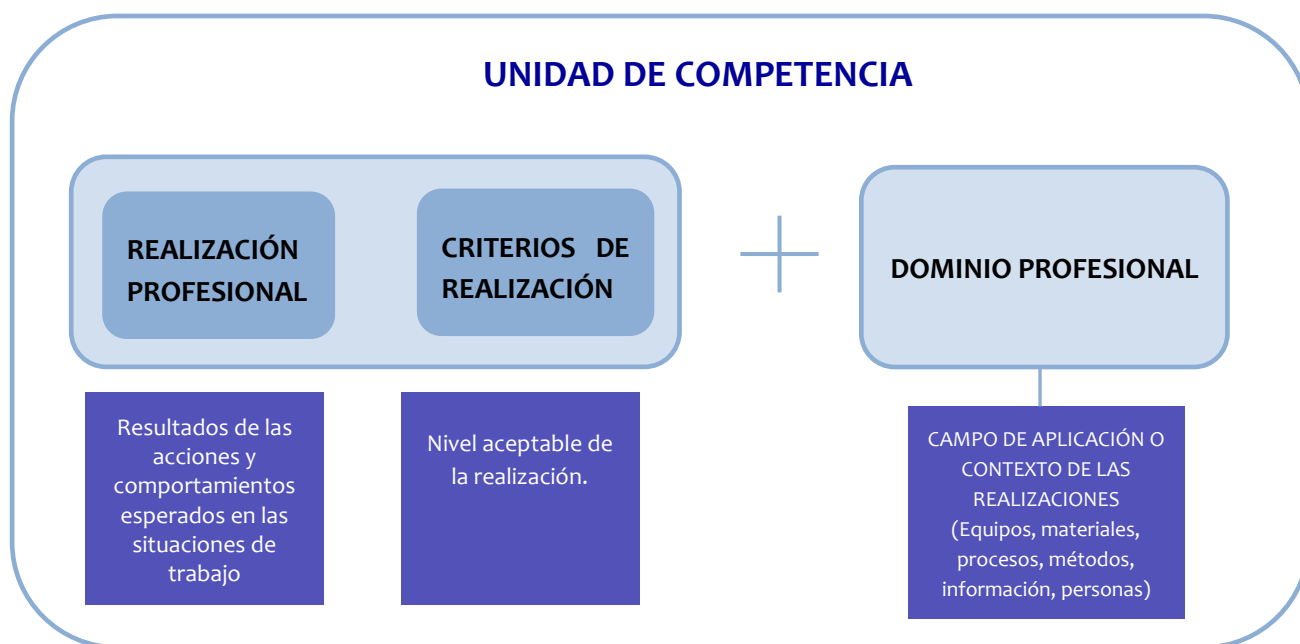 UNIDAD DE COMPETENCIA
REALIZACIÓN
PROFESIONAL
CRITERIOS DE
REALIZACIÓN
DOMINIO PROFESIONAL
Resultados de las
acciones y
comportamientos
esperados en las
situaciones de
trabajo
Nivel aceptable de
la realización.
CAMPO DE APLICACIÓN O
CONTEXTO DE LAS
REALIZACIONES
(Equipos, materiales,
procesos, métodos,
información, personas)